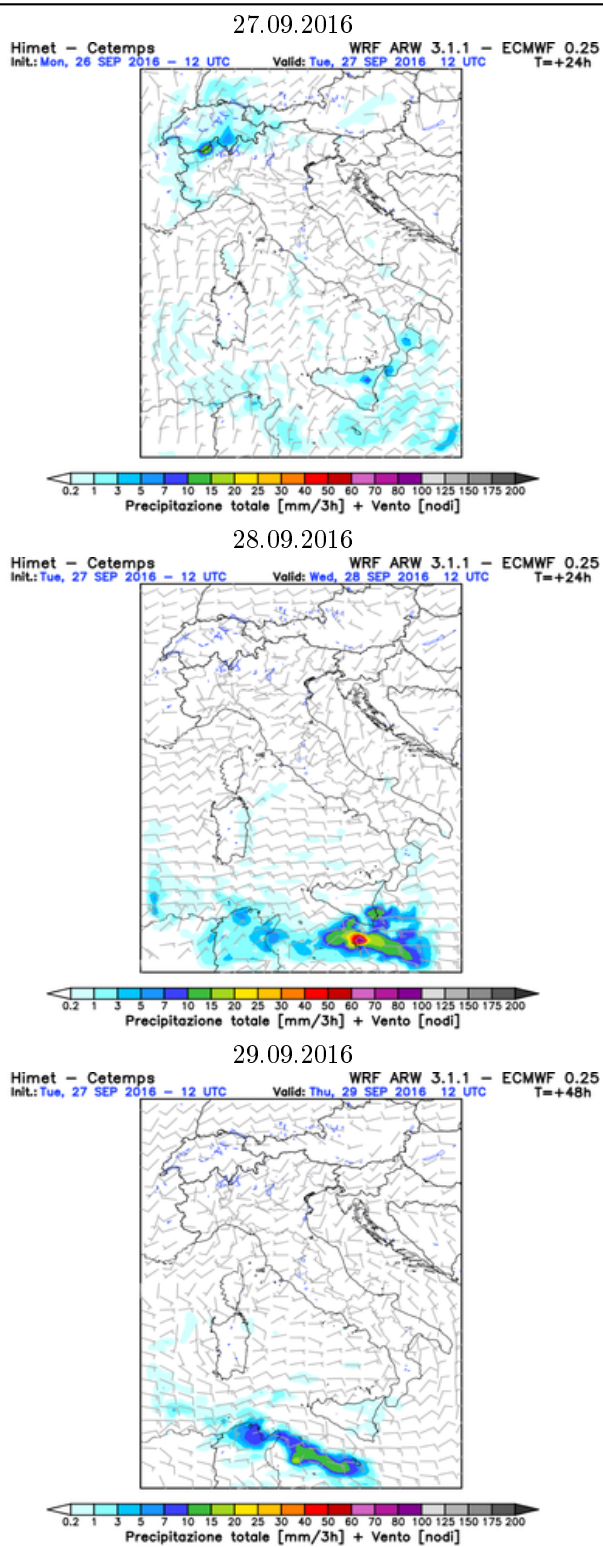 27.09.2016
Himet – Cetemps WRF ARW 3.1.1 – ECMWF 0.25
Init.: Mon, 26 SEP 2016 – 12 UTC Valid: Tue, 27 SEP 2016 12 UTC T=+24h
0.2 1 3 5 7 10 15 20 25 30 40 50 60 70 80 100 125 150 175 200
Precipitazione totale [mm/3h] + Vento [nodi]
28.09.2016
Himet – Cetemps WRF ARW 3.1.1 – ECMWF 0.25
Init.: Tue, 27 SEP 2016 – 12 UTC Valid: Wed, 28 SEP 2016 12 UTC T=+24h
0.2 1 3 5 7 10 15 20 25 30 40 50 60 70 80 100 125 150 175 200
Precipitazione totale [mm/3h] + Vento [nodi]
29.09.2016
Himet – Cetemps WRF ARW 3.1.1 – ECMWF 0.25
Init.: Tue, 27 SEP 2016 – 12 UTC Valid: Thu, 29 SEP 2016 12 UTC T=+48h
0.2 1 3 5 7 10 15 20 25 30 40 50 60 70 80 100 125 150 175 200
Precipitazione totale [mm/3h] + Vento [nodi]